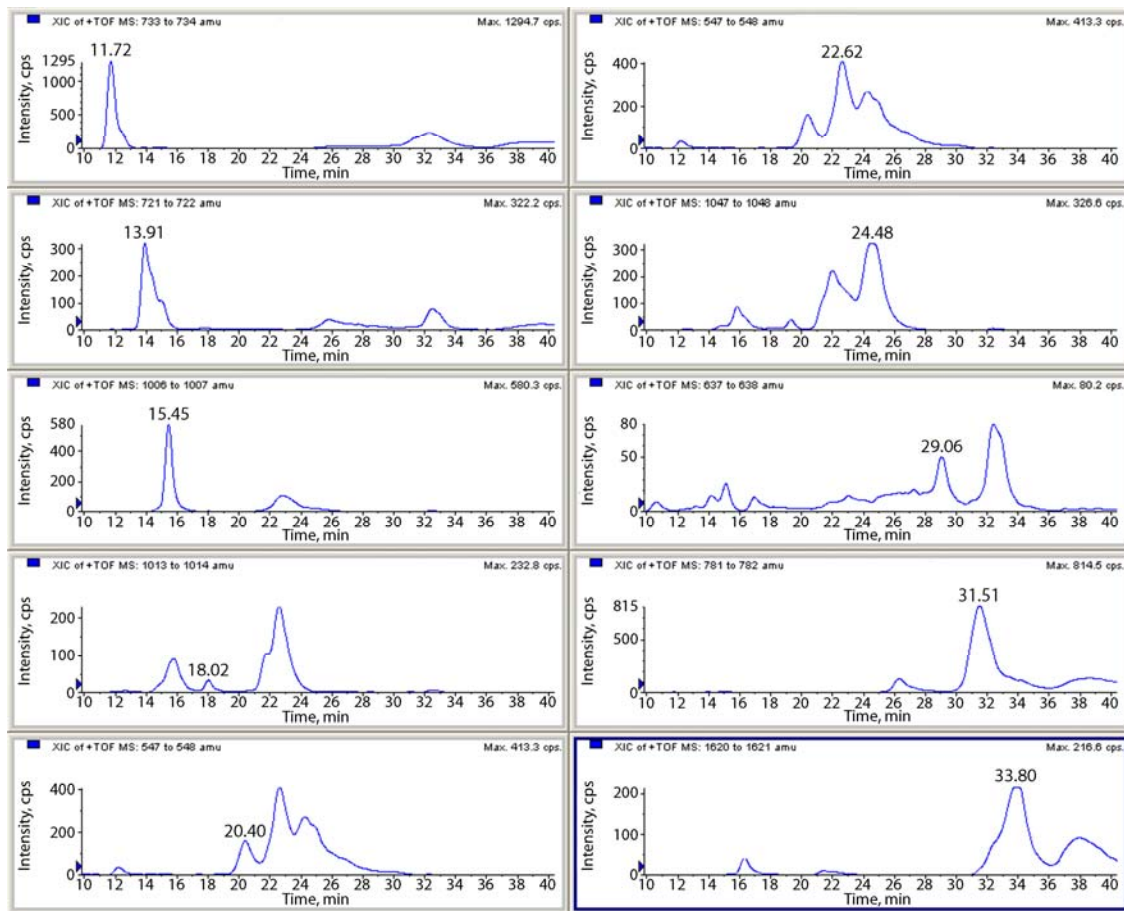 XIC of +TOF MS: 733 to 734 amu Max. 1294.7 cps.
11.72
1295
1000
500
0
Intensity, cps
10 12 14 16 18 20 22 24 26 28 30 32 34 36 38 40
Time, min
XIC of +TOF MS: 721 to 722 amu Max. 322.2 cps.
13.91
300
200
100
0
Intensity, cps
10 12 14 16 18 20 22 24 26 28 30 32 34 36 38 40
Time, min
XIC of +TOF MS: 1006 to 1007 amu Max. 580.3 cps.
15.45
580
400
200
0
Intensity, cps
10 12 14 16 18 20 22 24 26 28 30 32 34 36 38 40
Time, min
XIC of +TOF MS: 1013 to 1014 amu Max. 232.8 cps.
200
100
18.02
0
Intensity, cps
10 12 14 16 18 20 22 24 26 28 30 32 34 36 38 40
Time, min
XIC of +TOF MS: 547 to 548 amu Max. 413.3 cps.
400
200
20.40
0
Intensity, cps
10 12 14 16 18 20 22 24 26 28 30 32 34 36 38 40
Time, min
XIC of +TOF MS: 547 to 548 amu Max. 413.3 cps.
22.62
400
200
0
Intensity, cps
10 12 14 16 18 20 22 24 26 28 30 32 34 36 38 40
Time, min
XIC of +TOF MS: 1047 to 1048 amu Max. 326.6 cps.
24.48
300
200
100
0
Intensity, cps
10 12 14 16 18 20 22 24 26 28 30 32 34 36 38 40
Time, min
XIC of +TOF MS: 637 to 638 amu Max. 80.2 cps.
80
29.06
50
0
Intensity, cps
10 12 14 16 18 20 22 24 26 28 30 32 34 36 38 40
Time, min
XIC of +TOF MS: 781 to 782 amu Max. 814.5 cps.
31.51
815
500
0
Intensity, cps
10 12 14 16 18 20 22 24 26 28 30 32 34 36 38 40
Time, min
XIC of +TOF MS: 1620 to 1621 amu Max. 216.6 cps.
33.80
200
100
0
Intensity, cps
10 12 14 16 18 20 22 24 26 28 30 32 34 36 38 40
Time, min